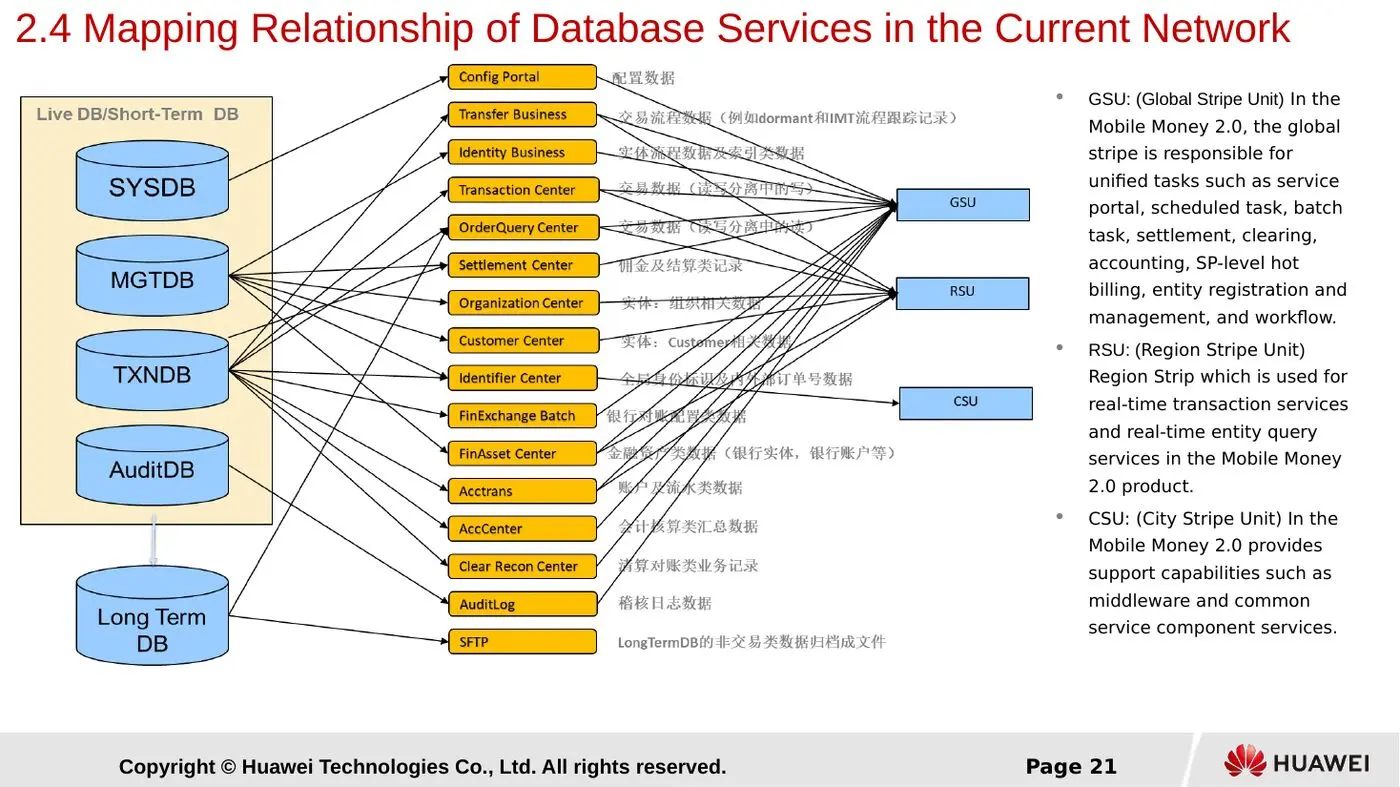 2.4 Mapping Relationship of Database Services in the Current Network
Live DB/Short-Term DB
SYSDB
MGTDB
TXNDB
AuditDB
Long Term
DB
Config Portal
配置数据
Transfer Business
交易流程数据（例如dormant和IMT流程跟踪记录）
Identity Business
实体流程数据及索引类数据
Transaction Center
交易数据（读写分离中的写）
OrderQuery Center
交易数据（读写分离中的读）
Settlement Center
佣金及结算类记录
Organization Center
实体：组织相关数据
Customer Center
实体：Customer相关数据
Identifier Center
全局身份标识及内外部订单号数据
FinExchange Batch
银行对账配置类数据
FinAsset Center
金融资产类数据（银行实体，银行账户等）
Acctrans
账户及流水类数据
AccCenter
会计核算类汇总数据
Clear Recon Center
清算对账类业务记录
AuditLog
稽核日志数据
SFTP
LongTermDB的非交易类数据归档成文件
GSU
RSU
CSU
• GSU: (Global Stripe Unit) In the
Mobile Money 2.0, the global
stripe is responsible for
unified tasks such as service
portal, scheduled task, batch
task, settlement, clearing,
accounting, SP-level hot
billing, entity registration and
management, and workflow.
• RSU: (Region Stripe Unit)
Region Strip which is used for
real-time transaction services
and real-time entity query
services in the Mobile Money
2.0 product.
• CSU: (City Stripe Unit) In the
Mobile Money 2.0 provides
support capabilities such as
middleware and common
service component services.
Copyright © Huawei Technologies Co., Ltd. All rights reserved.
Page 21
HUAWEI